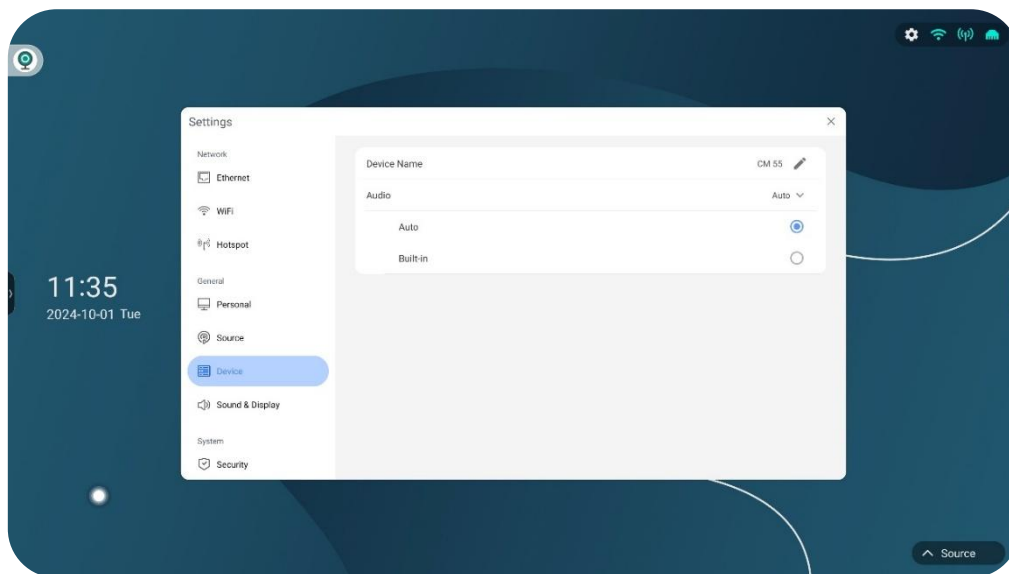 Settings
Network
Ethernet
WiFi
Hotspot
General
Personal
Source
Device
Sound & Display
System
Security
Device Name
CM 55
Audio
Auto
Auto
Built-in
11:35
2024-10-01 Tue
Source